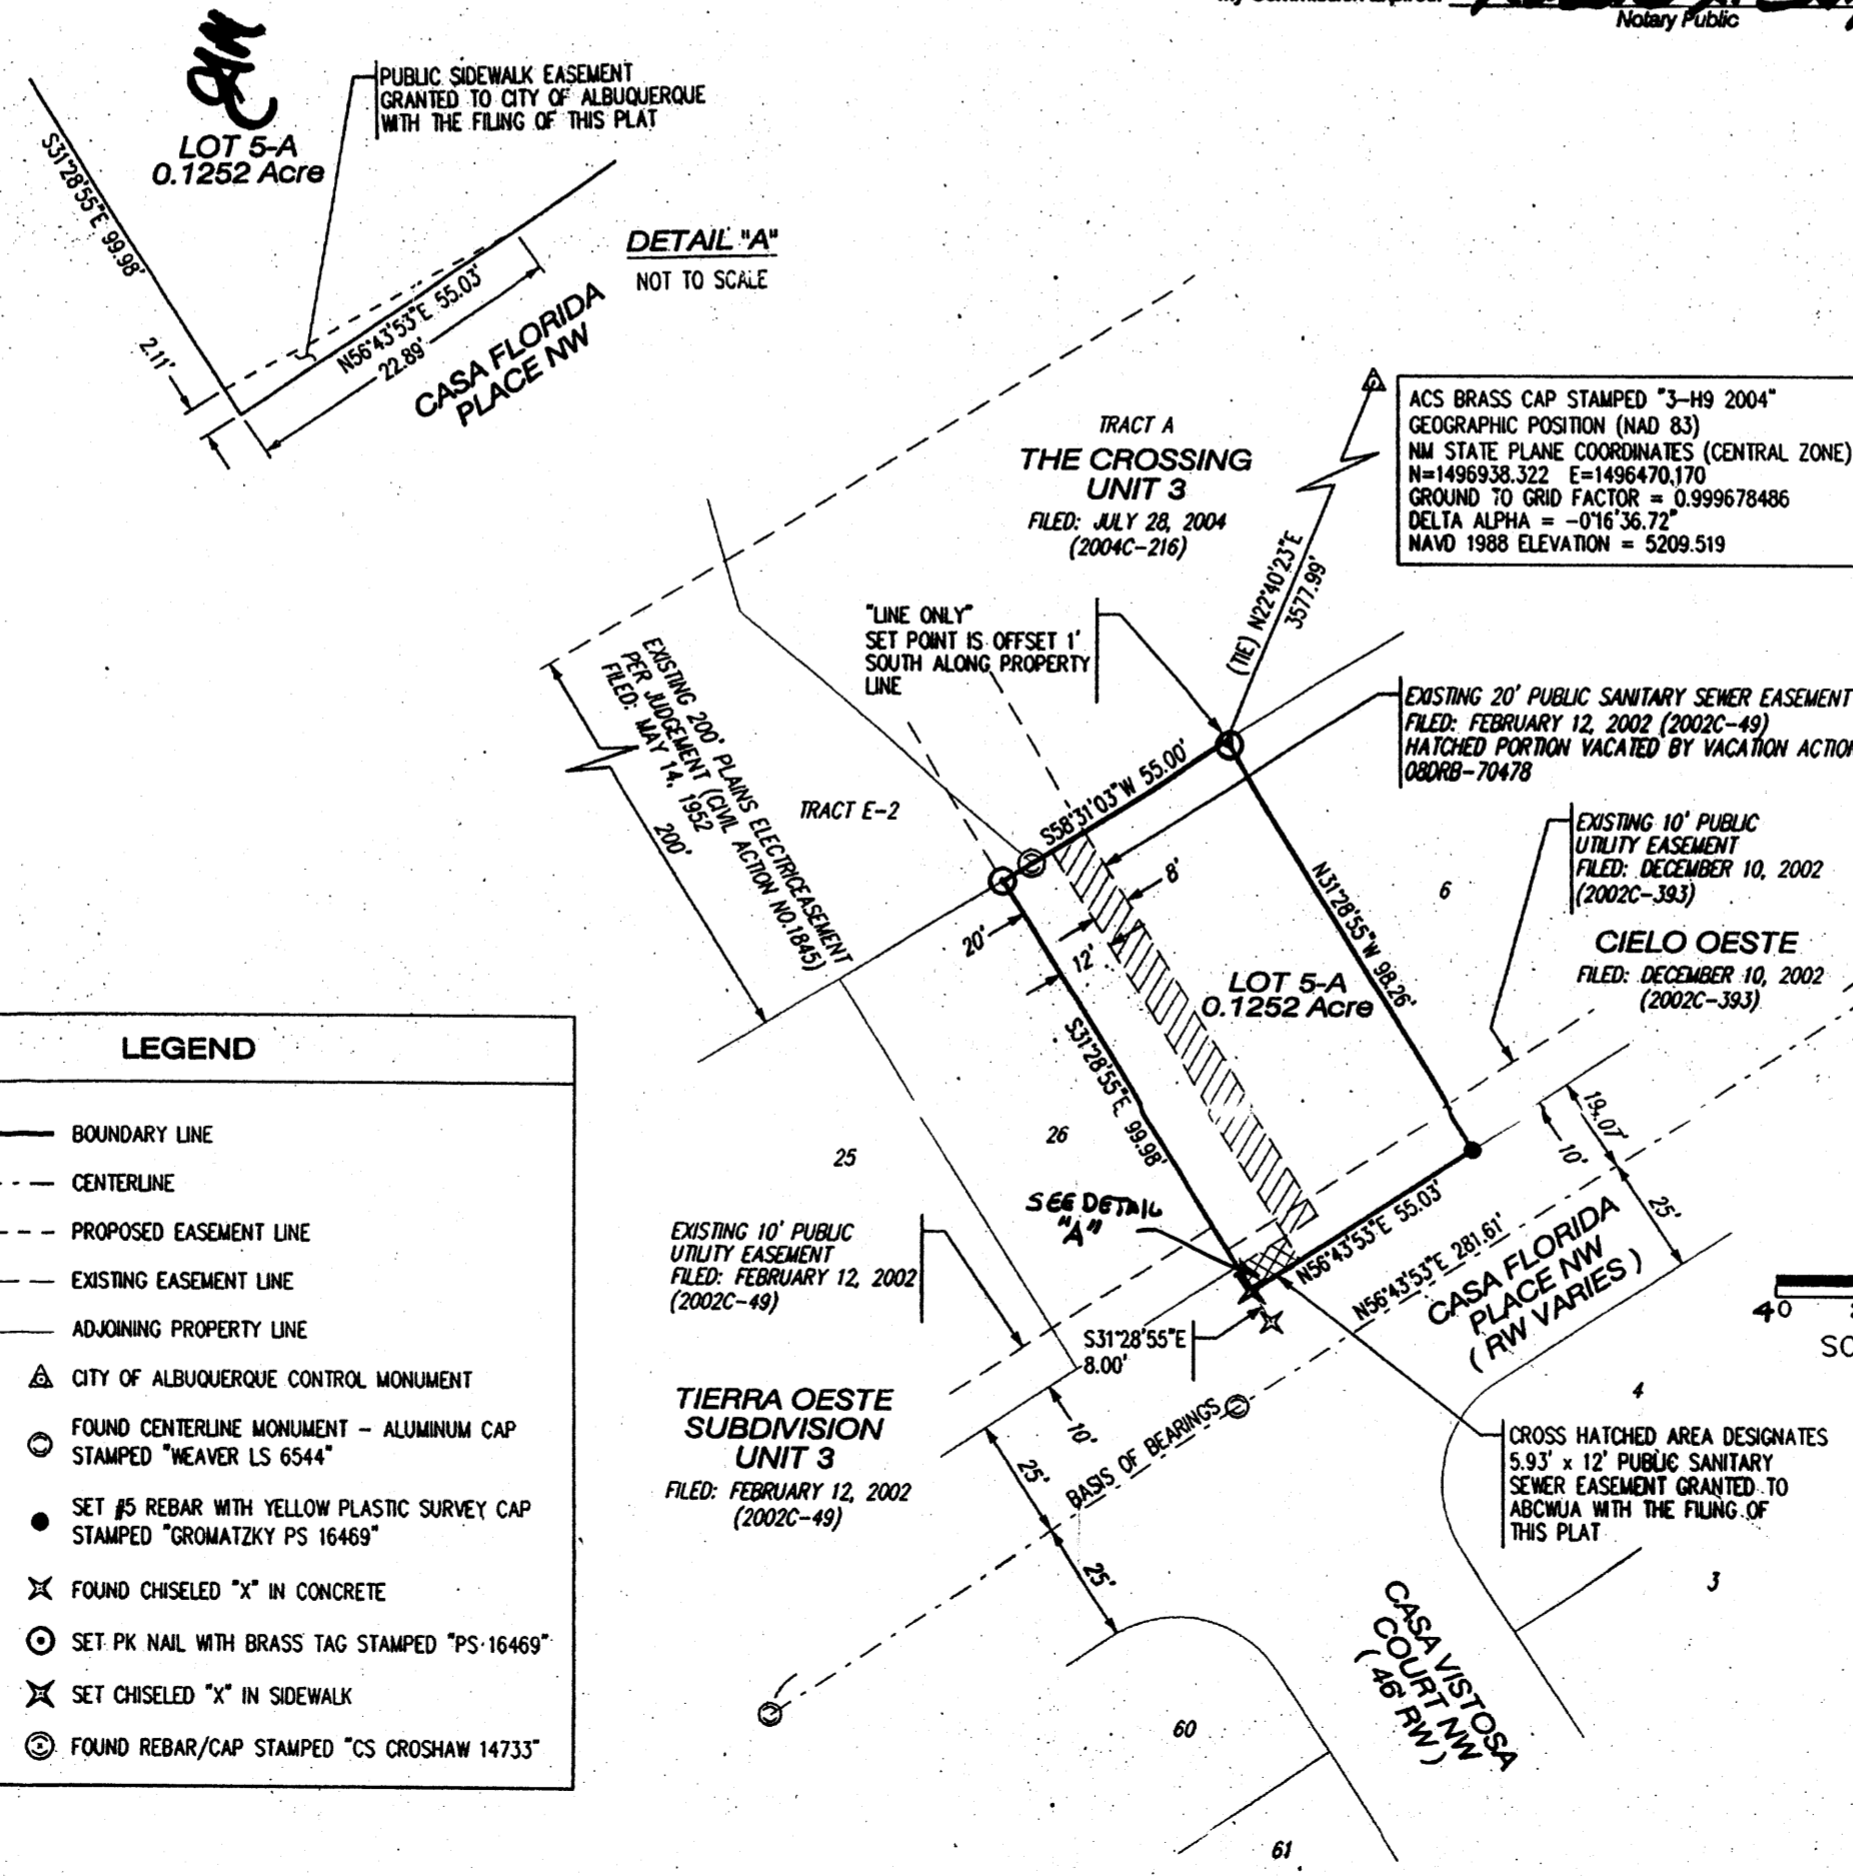 Notary Public
PUBLIC SIDEWALK EASEMENT
GRANTED TO CITY OF ALBUQUERQUE
WITH THE FILING OF THIS PLAT
LOT 5-A
0.1252 Acre
S31°28'55"E 99.98'
DETAIL "A"
NOT TO SCALE
2.11'
N56°43'53"E 55.03'
22.89'
CASA FLORIDA
PLACE NW
TRACT A
THE CROSSING
UNIT 3
FILED: JULY 28, 2004
(2004C-216)
ACS BRASS CAP STAMPED "3-H9 2004"
GEOGRAPHIC POSITION (NAD 83)
NM STATE PLANE COORDINATES (CENTRAL ZONE)
N=1496938.322 E=1496470.170
GROUND TO GRID FACTOR = 0.999678486
DELTA ALPHA = -0°16'36.72"
NAVD 1988 ELEVATION = 5209.519
(TIE) N22°40'23"E
3577.99'
"LINE ONLY"
SET POINT IS OFFSET 1'
SOUTH ALONG PROPERTY
LINE
EXISTING 200' PLAINS ELECTRICEASEMENT
PER JUDGEMENT (CIVIL ACTION NO.1845)
FILED: MAY 14, 1952
200'
TRACT E-2
EXISTING 20' PUBLIC SANITARY SEWER EASEMENT
FILED: FEBRUARY 12, 2002 (2002C-49)
HATCHED PORTION VACATED BY VACATION ACTION
08DRB-70478
S58°31'03"W 55.00'
EXISTING 10' PUBLIC
UTILITY EASEMENT
FILED: DECEMBER 10, 2002
(2002C-393)
8'
20'
12'
N31°28'55"W 98.26'
6
CIELO OESTE
FILED: DECEMBER 10, 2002
(2002C-393)
LOT 5-A
0.1252 Acre
S31°28'55"E 99.98'
LEGEND
BOUNDARY LINE
CENTERLINE
PROPOSED EASEMENT LINE
EXISTING EASEMENT LINE
ADJOINING PROPERTY LINE
CITY OF ALBUQUERQUE CONTROL MONUMENT
FOUND CENTERLINE MONUMENT - ALUMINUM CAP
STAMPED "WEAVER LS 6544"
SET #5 REBAR WITH YELLOW PLASTIC SURVEY CAP
STAMPED "GROMATZKY PS 16469"
FOUND CHISELED "X" IN CONCRETE
SET PK NAIL WITH BRASS TAG STAMPED "PS 16469"
SET CHISELED "X" IN SIDEWALK
FOUND REBAR/CAP STAMPED "CS CROSHAW 14733"
25
26
SEE DETAIL
"A"
19.07'
10'
25'
N56°43'53"E 55.03'
N56°43'53"E 281.61'
CASA FLORIDA
PLACE NW
( RW VARIES )
EXISTING 10' PUBLIC
UTILITY EASEMENT
FILED: FEBRUARY 12, 2002
(2002C-49)
S31°28'55"E
8.00'
40
TIERRA OESTE
SUBDIVISION
UNIT 3
FILED: FEBRUARY 12, 2002
(2002C-49)
10'
25'
BASIS OF BEARINGS
25'
4
CROSS HATCHED AREA DESIGNATES
5.93' x 12' PUBLIC SANITARY
SEWER EASEMENT GRANTED TO
ABCWUA WITH THE FILING OF
THIS PLAT
3
CASA VISTOSA
COURT NW
( 46' RW )
60
61